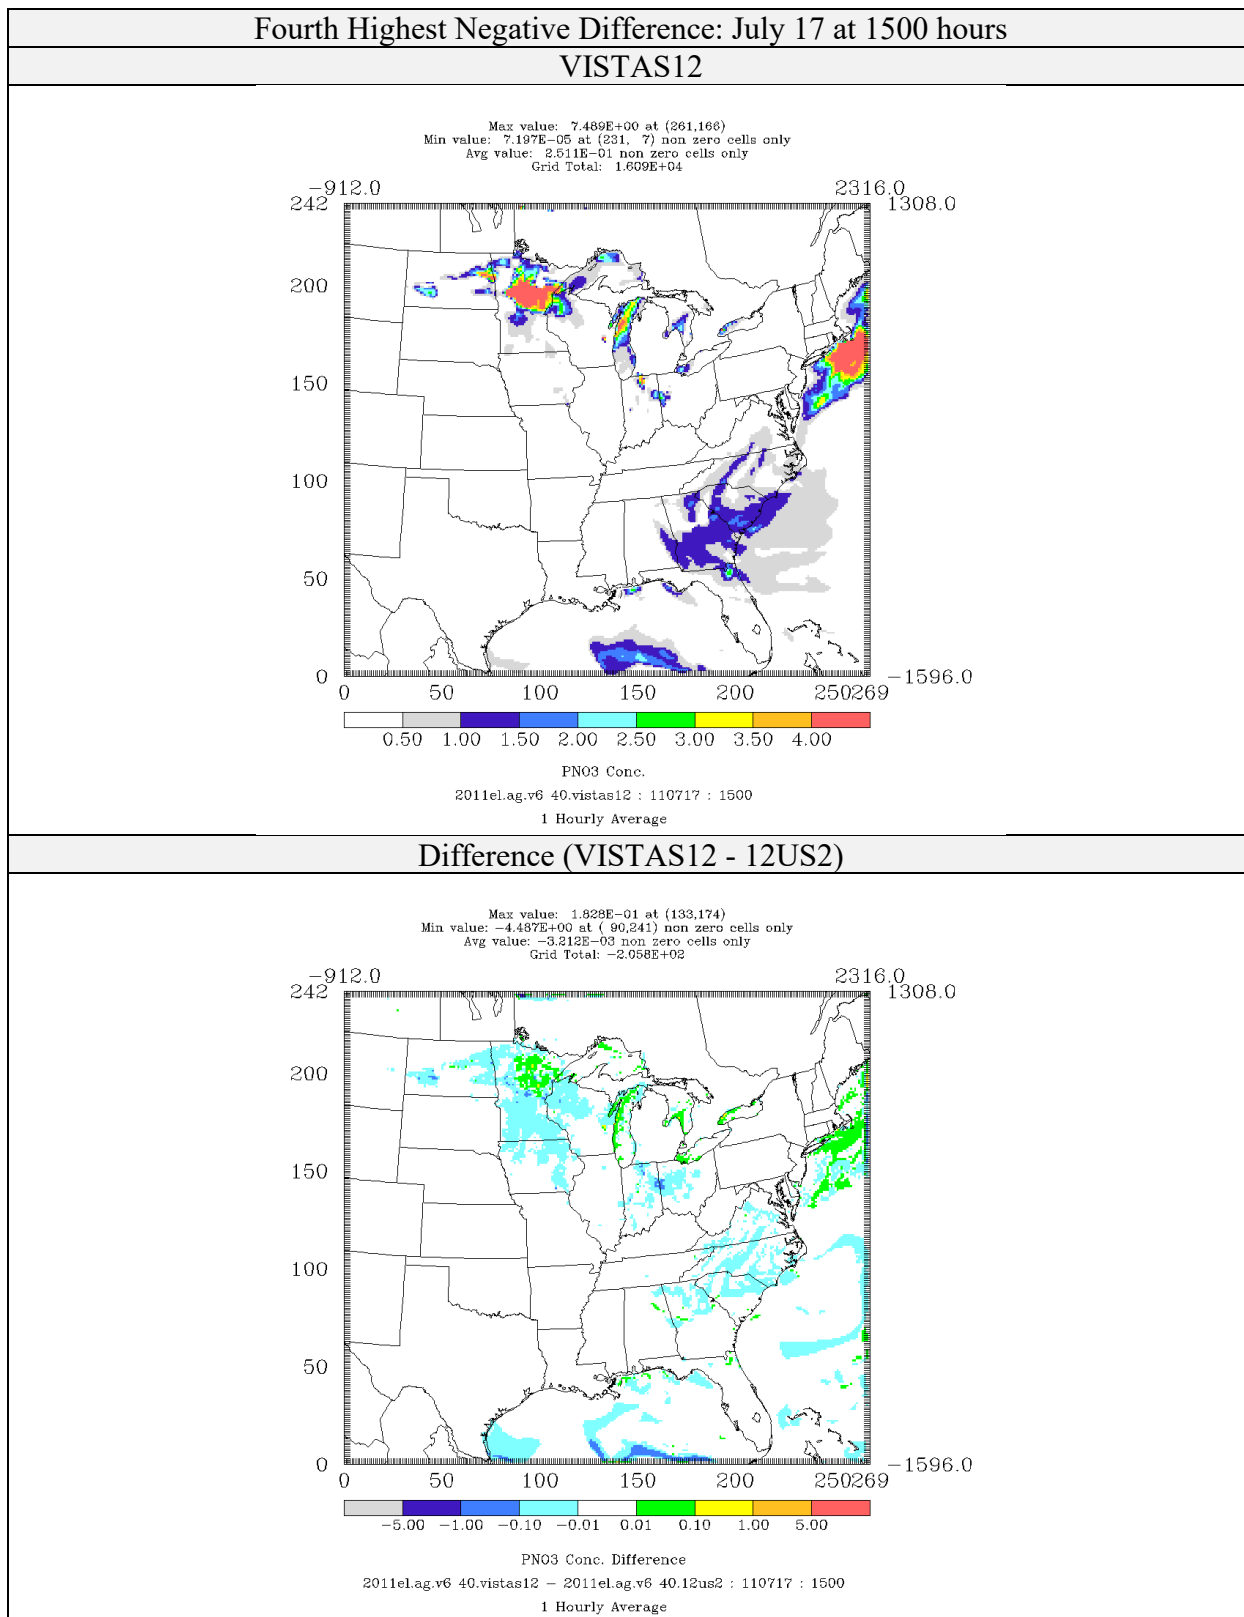 Fourth Highest Negative Difference: July 17 at 1500 hours
VISTAS12
Max value: 7.489E+00 at (261,166)
Min value: 7.197E-05 at (231, 7) non zero cells only
Avg value: 2.511E-01 non zero cells only
Grid Total: 1.609E+04
-912.0 2316.0
242 1308.0
200
150
100
50
0 -1596.0
0 50 100 150 200 250269
0.50 1.00 1.50 2.00 2.50 3.00 3.50 4.00
PNO3 Conc.
2011el.ag.v6 40.vistas12 : 110717 : 1500
1 Hourly Average
Difference (VISTAS12 - 12US2)
Max value: 1.828E-01 at (133,174)
Min value: -4.487E+00 at ( 90,241) non zero cells only
Avg value: -3.212E-03 non zero cells only
Grid Total: -2.058E+02
-912.0 2316.0
242 1308.0
200
150
100
50
0 -1596.0
0 50 100 150 200 250269
-5.00 -1.00 -0.10 -0.01 0.01 0.10 1.00 5.00
PNO3 Conc. Difference
2011el.ag.v6 40.vistas12 - 2011el.ag.v6 40.12us2 : 110717 : 1500
1 Hourly Average